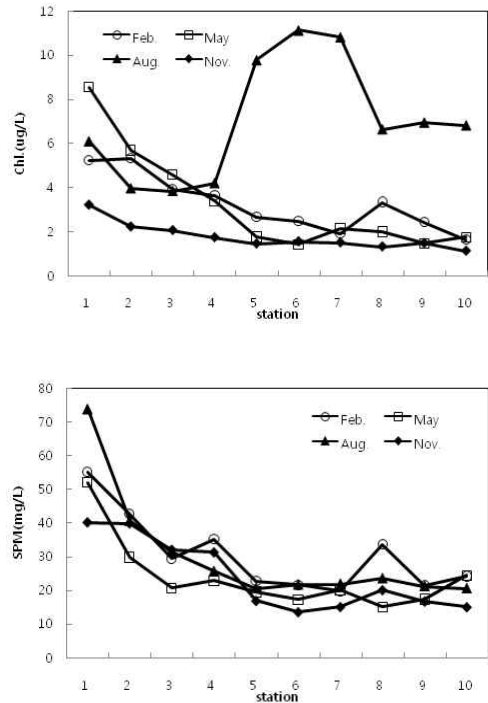 12
10
8
6
4
2
0
Chl.(ug/L)
Feb. May
Aug. Nov.
1 2 3 4 5 6 7 8 9 10
station
80
70
60
50
40
30
20
10
0
SPM(mg/L)
Feb. May
Aug. Nov.
1 2 3 4 5 6 7 8 9 10
station